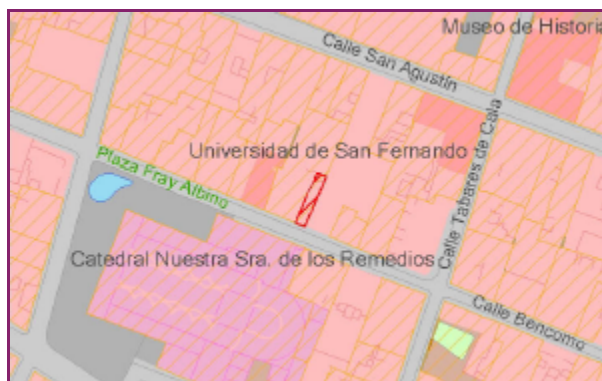 Museo de Historia
Calle San Agustín
Calle Tabares de Cala
Universidad de San Fernando
Plaza Fray Albino
Catedral Nuestra Sra. de los Remedios
Calle Bencomo